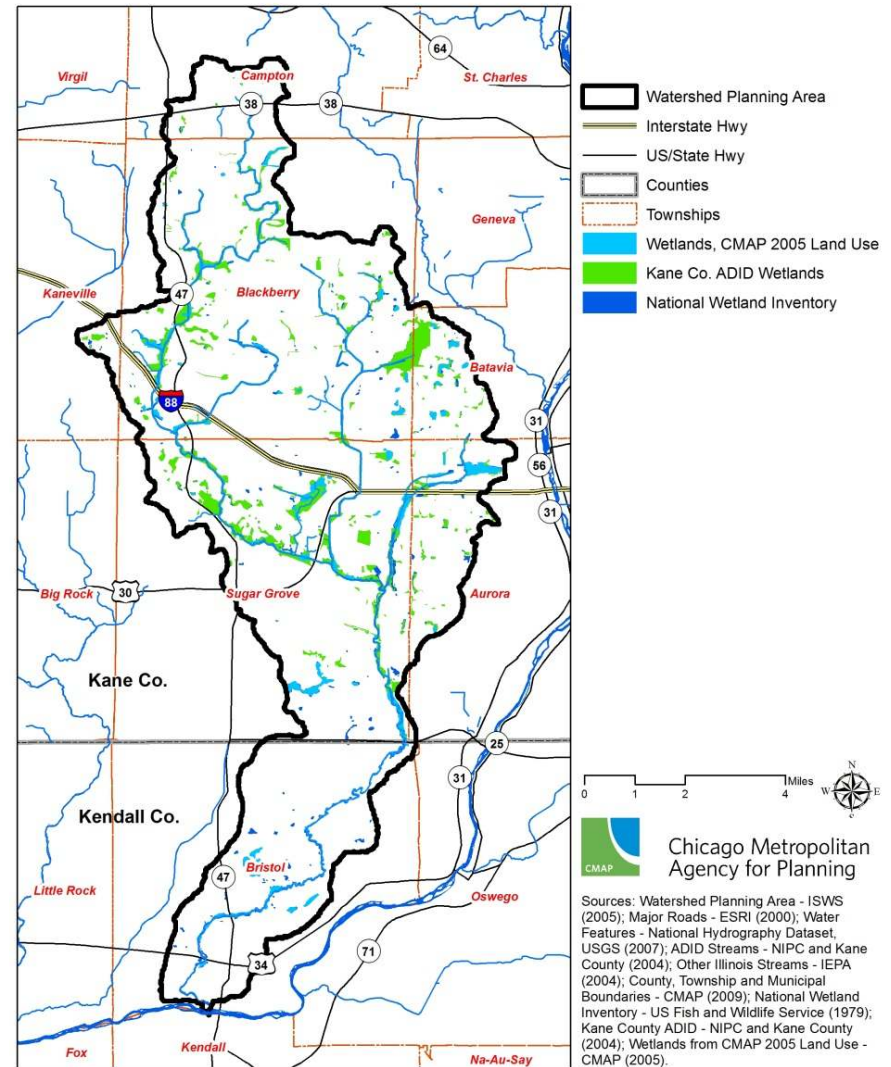 64
Virgil
Campton
St. Charles
38
38
Geneva
Kaneville
47
Blackberry
Batavia
88
31
56
31
Big Rock
30
Sugar Grove
Aurora
Kane Co.
25
31
Kendall Co.
47
Bristol
Little Rock
Oswego
34
71
Fox
Kendall
Na-Au-Say
Watershed Planning Area
Interstate Hwy
US/State Hwy
Counties
Townships
Wetlands, CMAP 2005 Land Use
Kane Co. ADID Wetlands
National Wetland Inventory
0 1 2 4 Miles
N
W E
S
CMAP
Chicago Metropolitan
Agency for Planning
Sources: Watershed Planning Area - ISWS
(2005); Major Roads - ESRI (2000); Water
Features - National Hydrography Dataset,
USGS (2007); ADID Streams - NIPC and Kane
County (2004); Other Illinois Streams - IEPA
(2004); County, Township and Municipal
Boundaries - CMAP (2009); National Wetland
Inventory - US Fish and Wildlife Service (1979);
Kane County ADID - NIPC and Kane County
(2004); Wetlands from CMAP 2005 Land Use -
CMAP (2005).